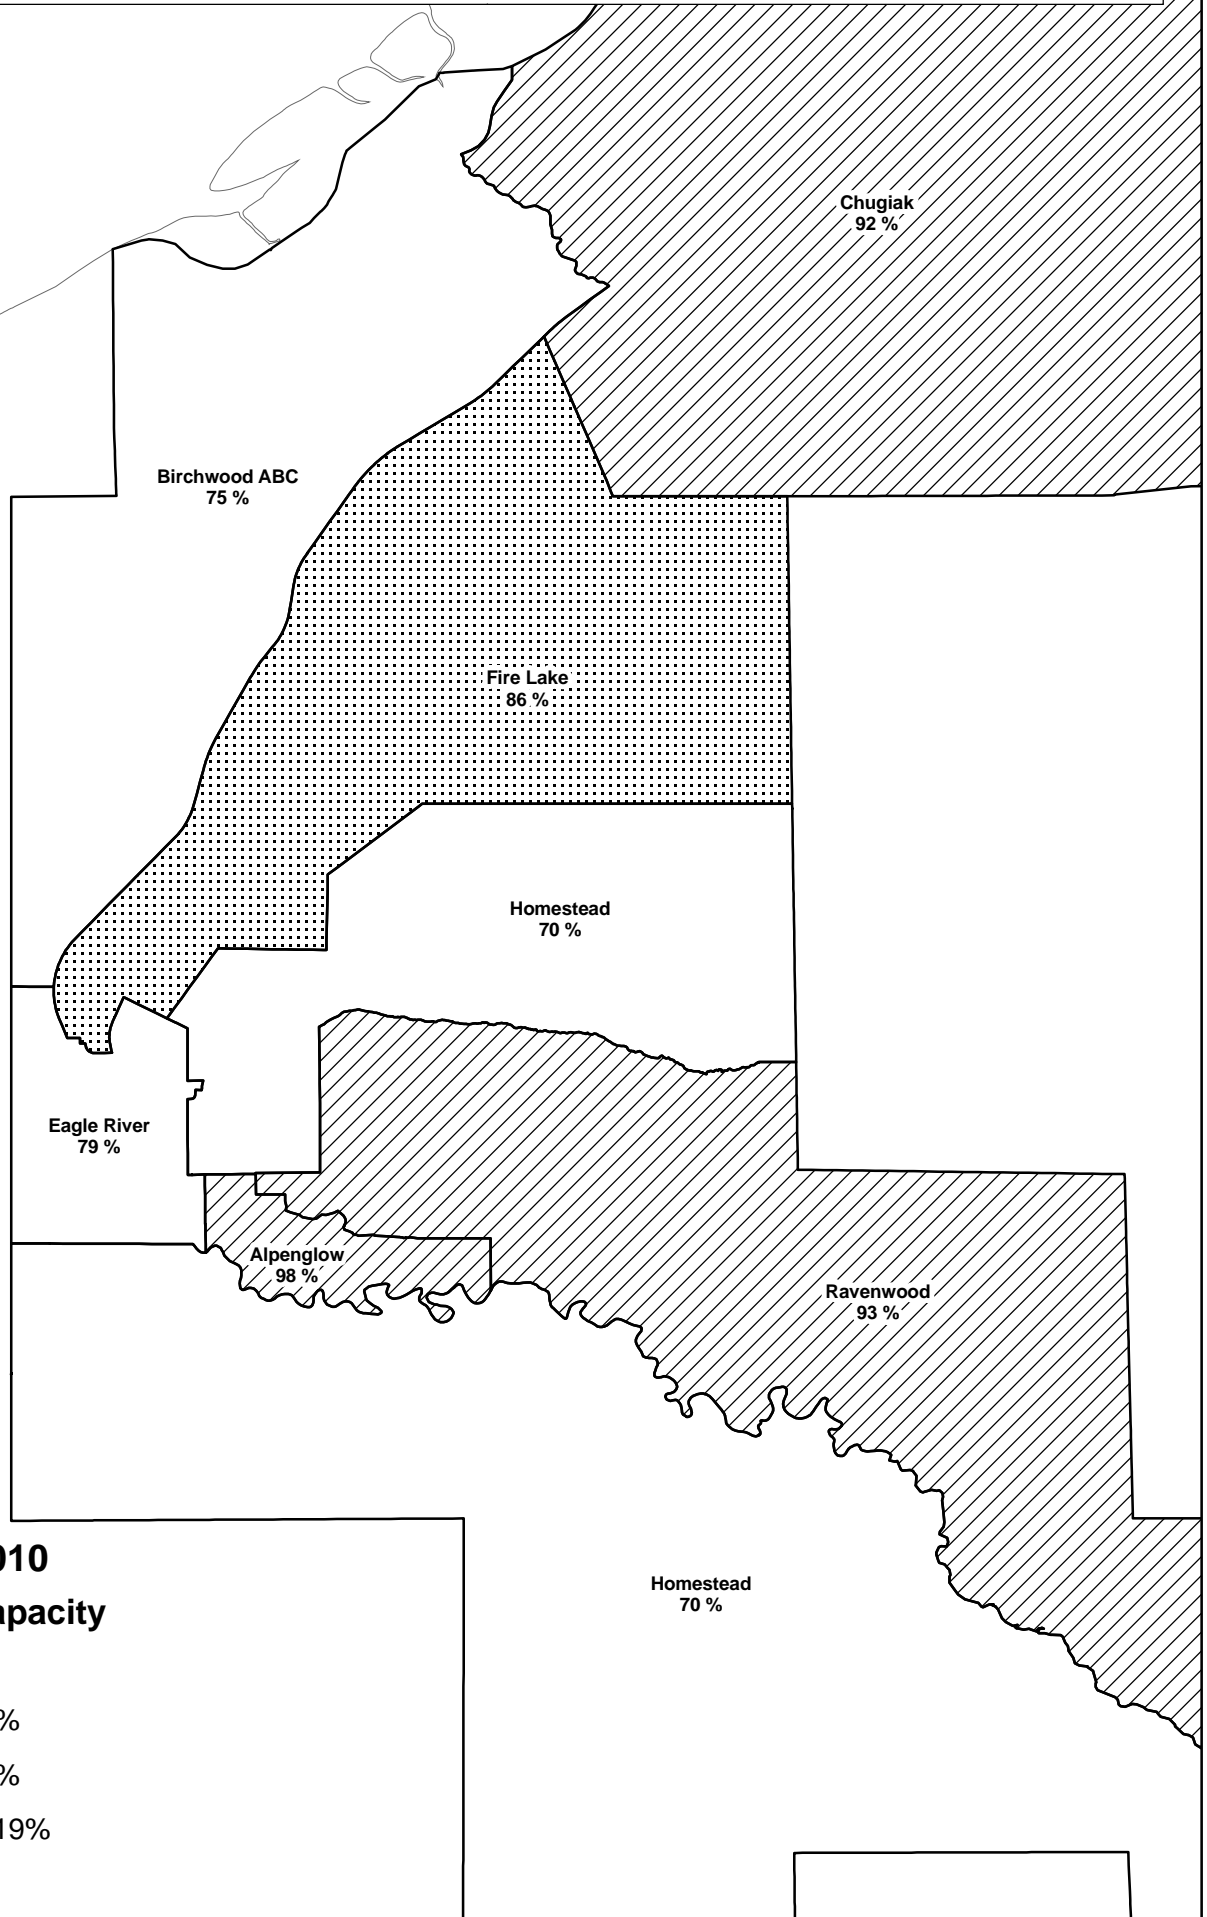 Chugiak
92 %
Birchwood ABC
75 %
Fire Lake
86 %
Homestead
70 %
Eagle River
79 %
Alpenglow
98 %
Ravenwood
93 %
010
Homestead
70 %
apacity
%
%
19%